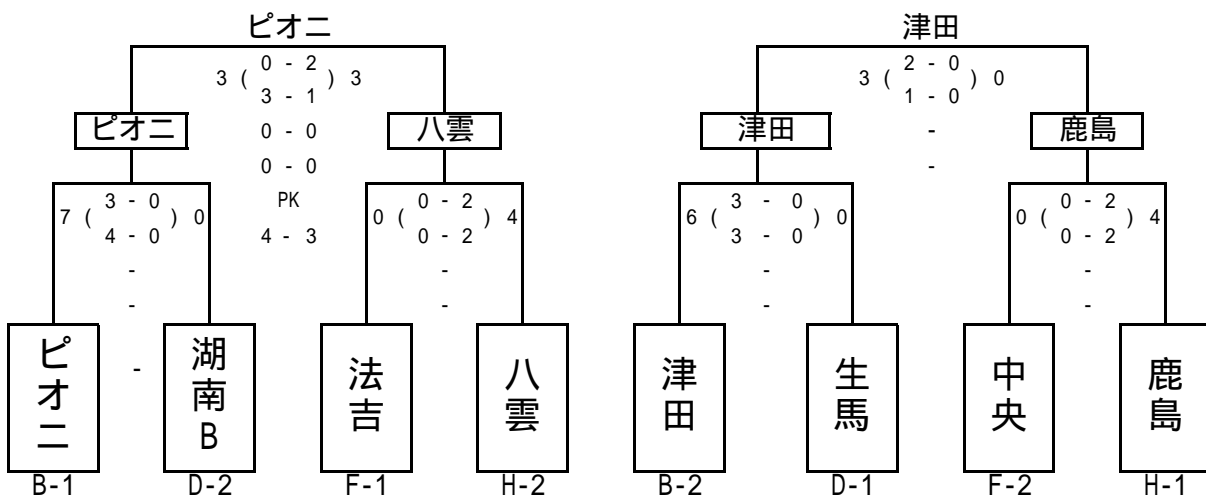 ピオニ 津田
0 - 2 2 - 0
3 ( ) 3 3 ( ) 0
3 - 1 1 - 0
ピオニ 0 - 0 八雲 津田 - 鹿島
0 - 0 -
3 - 0 PK 0 - 2 3 - 0 0 - 2
7 ( ) 0 0 ( ) 4 6 ( ) 0 0 ( ) 4
4 - 0 4 - 3 0 - 2 3 - 0 0 - 2
- - - -
- - - -
ピオニ - 湖南B 法吉 八雲 津田 生馬 中央 鹿島
B-1 D-2 F-1 H-2 B-2 D-1 F-2 H-1